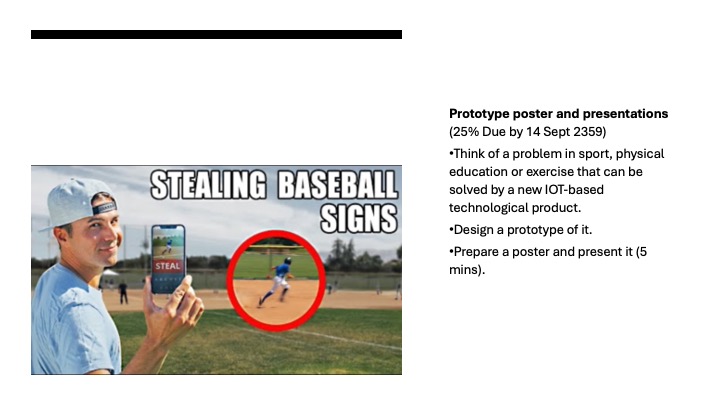 STEALING BASEBALL
SIGNS
STEAL
Prototype poster and presentations
(25% Due by 14 Sept 2359)
•Think of a problem in sport, physical
education or exercise that can be
solved by a new IOT-based
technological product.
•Design a prototype of it.
•Prepare a poster and present it (5
mins).